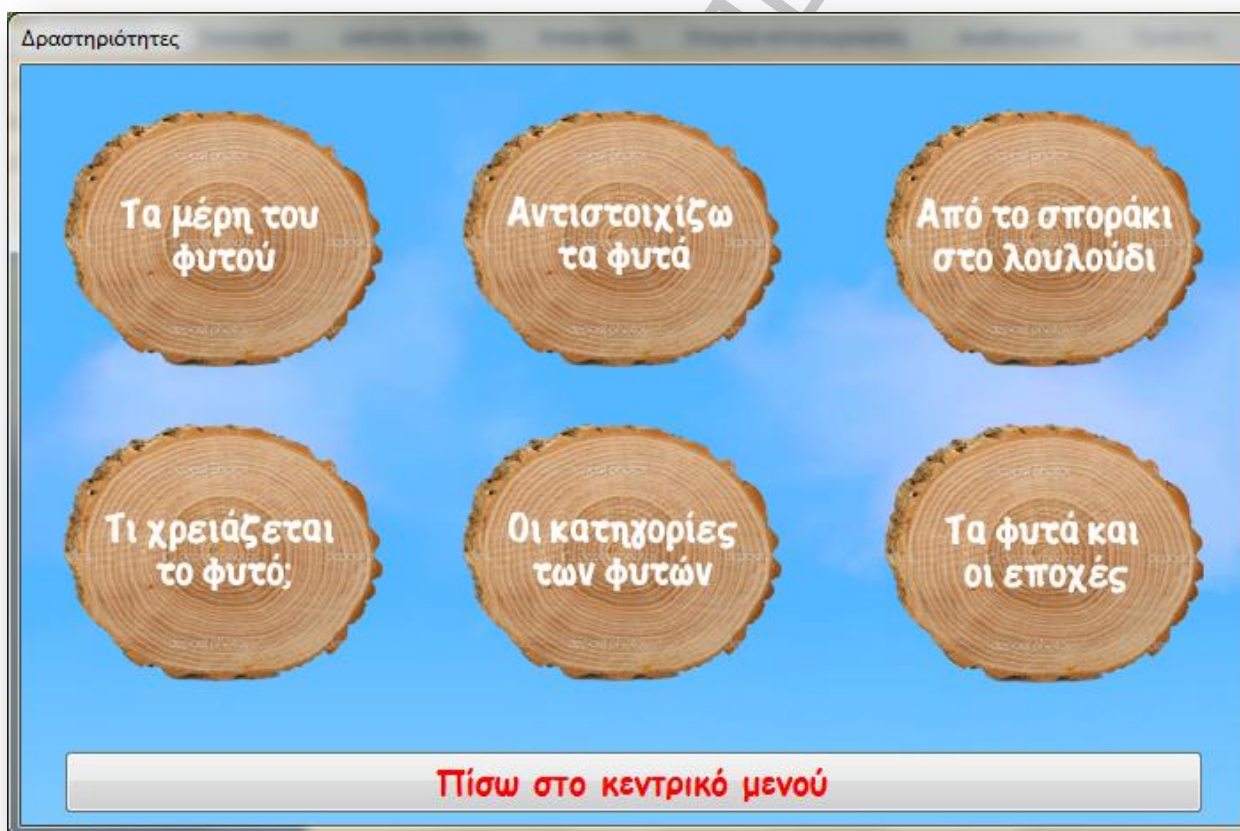 Δραστηριότητες
Τα μέρη του
φυτού
Αντιστοιχίζω
τα φυτά
Από το σποράκι
στο λουλούδι
Τι χρειάζεται
το φυτό;
Οι κατηγορίες
των φυτών
Τα φυτά και
οι εποχές
Πίσω στο κεντρικό μενού